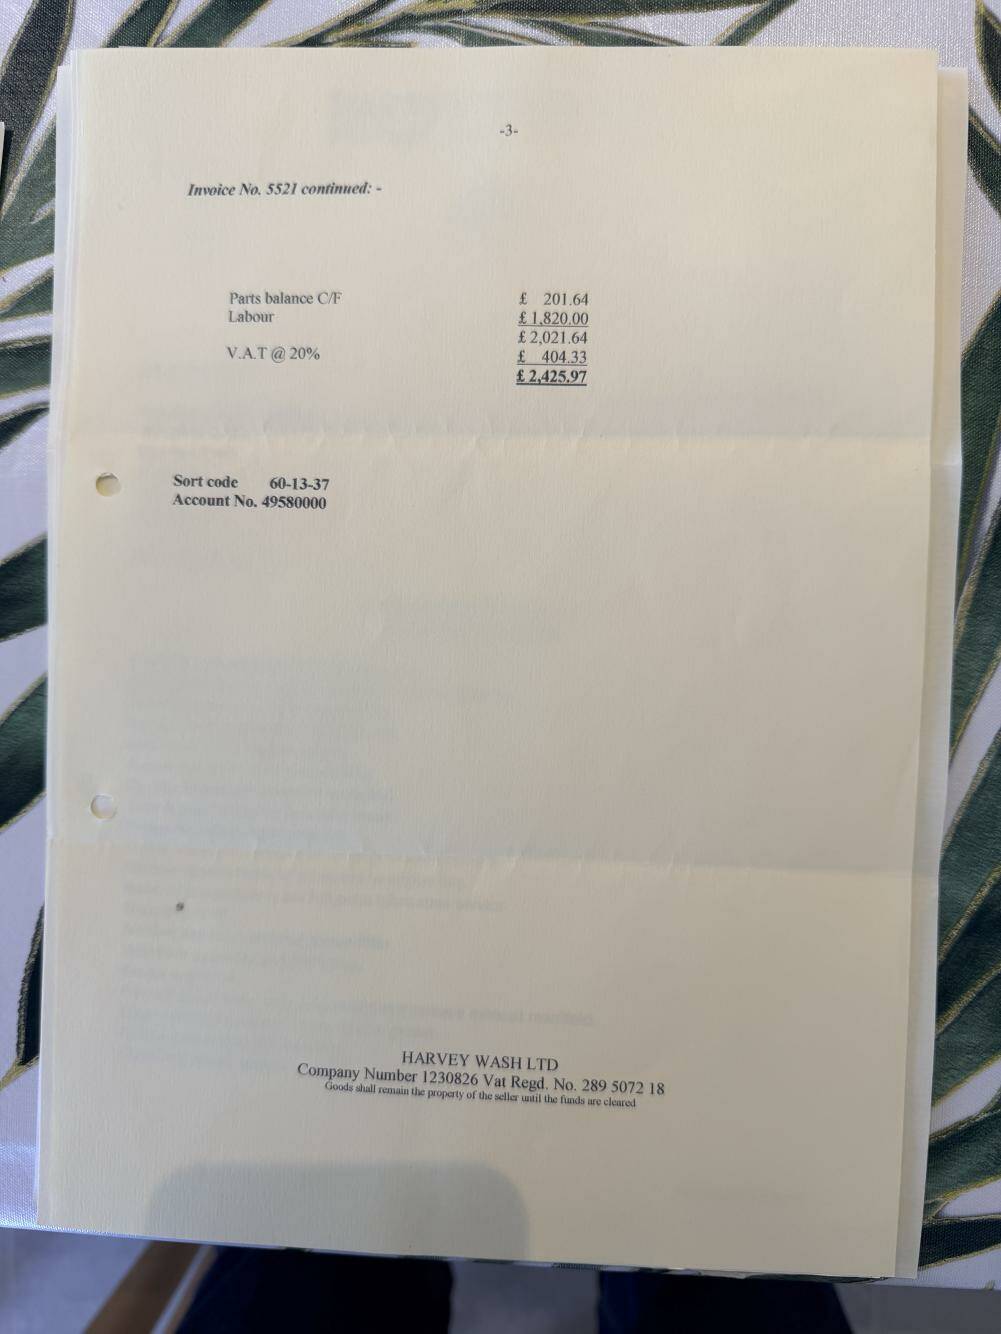 -3-
Invoice No. 5521 continued: -
Parts balance C/F £ 201.64
Labour £ 1,820.00
£ 2,021.64
V.A.T @ 20% £ 404.33
£ 2,425.97
Sort code 60-13-37
Account No. 49580000
HARVEY WASH LTD
Company Number 1230826 Vat Regd. No. 289 5072 18
Goods shall remain the property of the seller until the funds are cleared